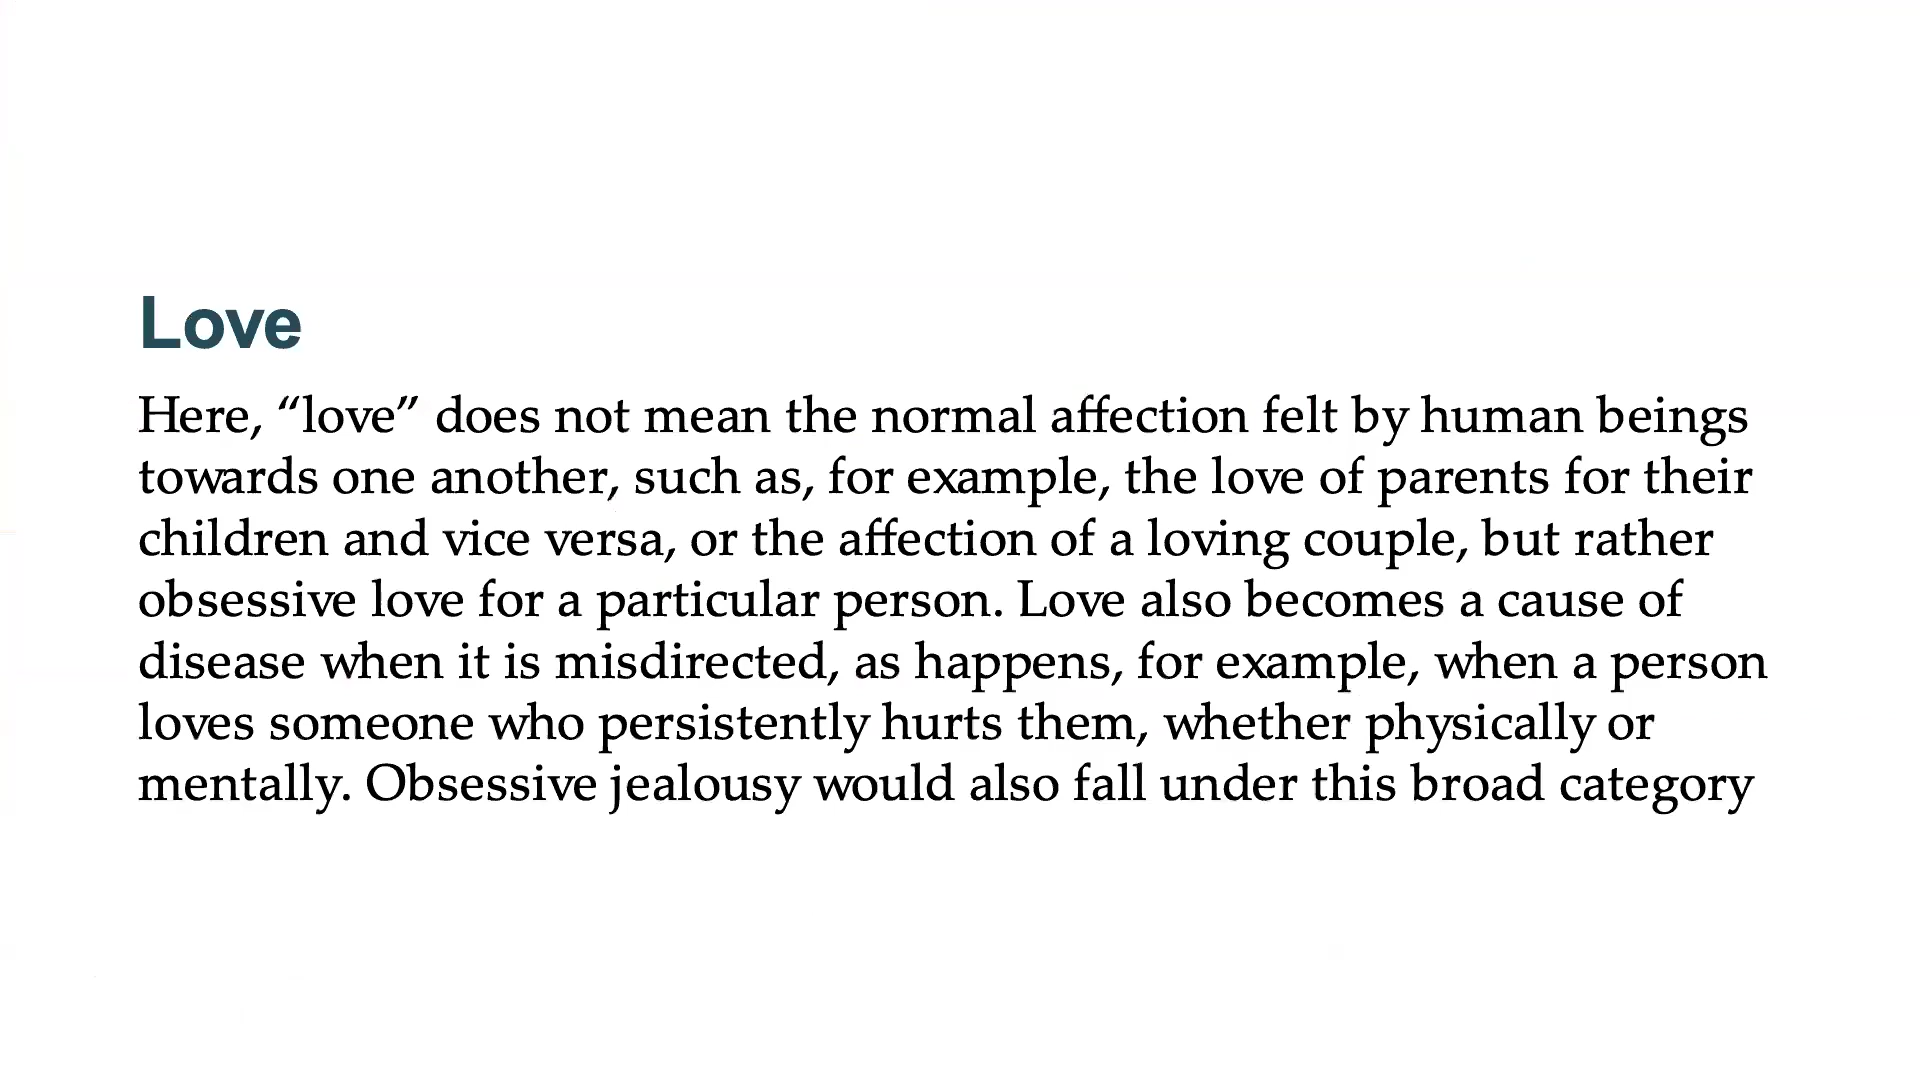 Love
Here, “love” does not mean the normal affection felt by human beings
towards one another, such as, for example, the love of parents for their
children and vice versa, or the affection of a loving couple, but rather
obsessive love for a particular person. Love also becomes a cause of
disease when it is misdirected, as happens, for example, when a person
loves someone who persistently hurts them, whether physically or
mentally. Obsessive jealousy would also fall under this broad category